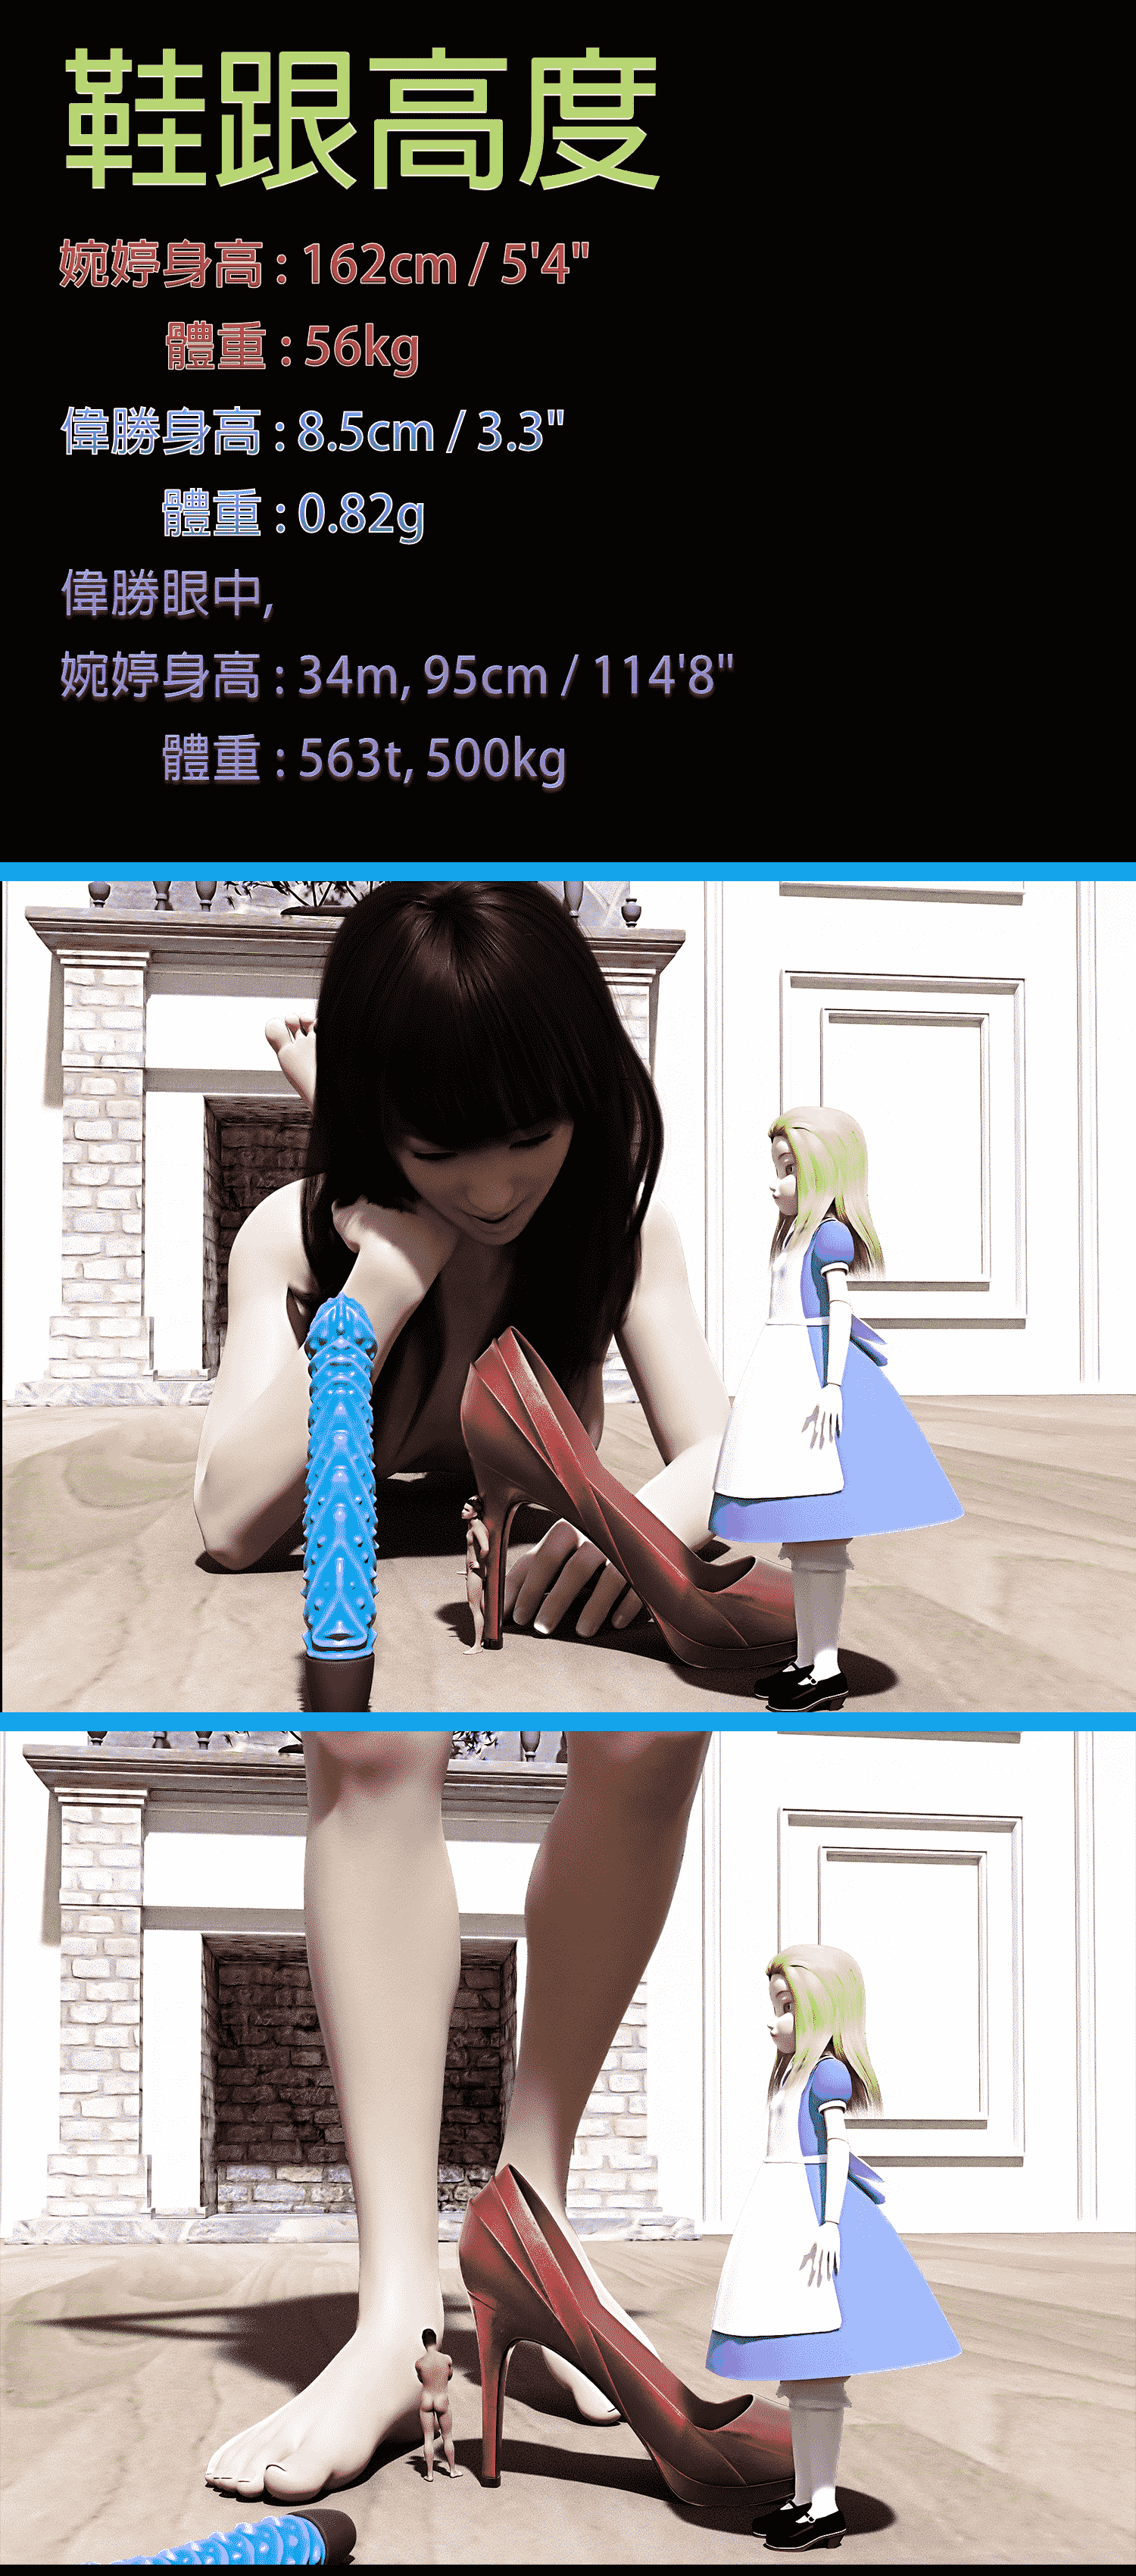 鞋跟高度
婉婷身高 : 162cm / 5'4"
體重 : 56kg
偉勝身高 : 8.5cm / 3.3"
體重 : 0.82g
偉勝眼中,
婉婷身高 : 34m, 95cm / 114'8"
體重 : 563t, 500kg